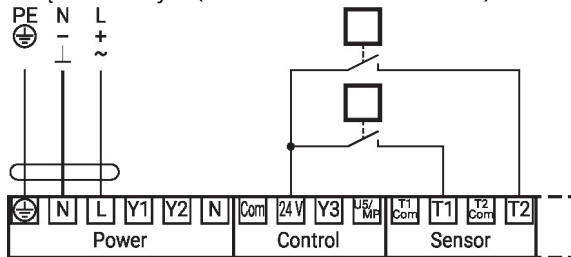 PE N L
− +
⊥ ~
N L Y1 Y2 N Com 24 V Y3 U5/MP T1 Com T1 T2 Com T2
Power Control Sensor